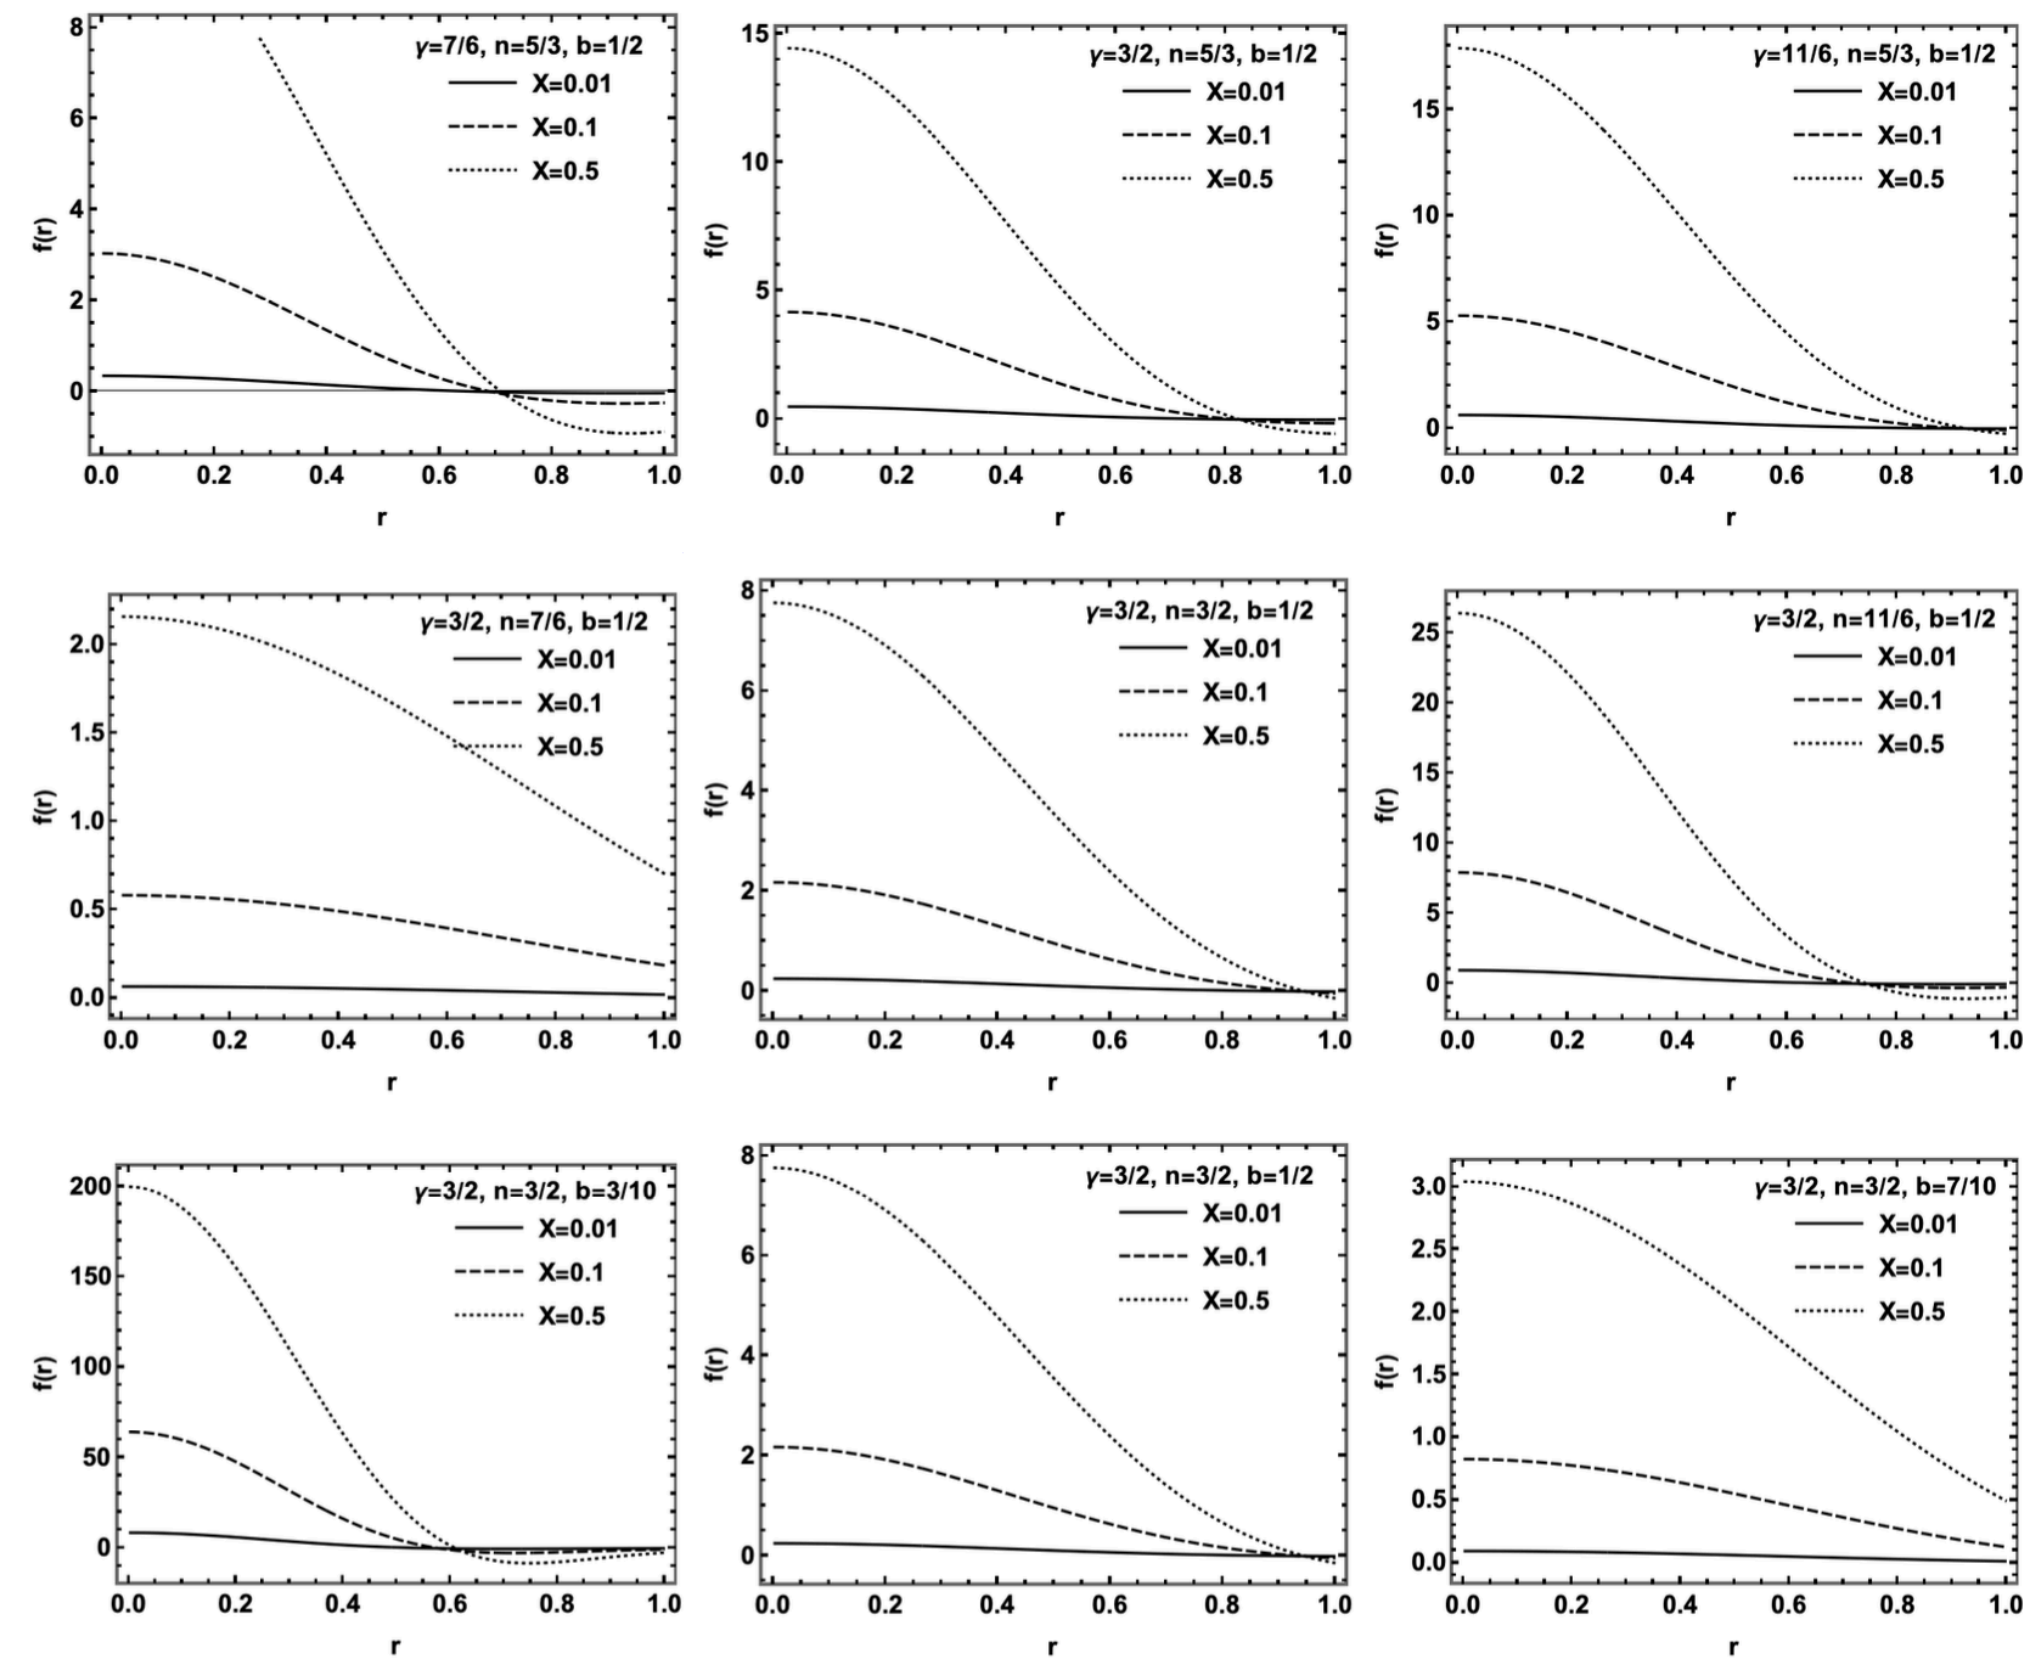 γ=7/6, n=5/3, b=1/2
X=0.01
X=0.1
X=0.5
8
6
4
2
0
f(r)
0.0 0.2 0.4 0.6 0.8 1.0
r
γ=3/2, n=5/3, b=1/2
X=0.01
X=0.1
X=0.5
15
10
5
0
f(r)
0.0 0.2 0.4 0.6 0.8 1.0
r
γ=11/6, n=5/3, b=1/2
X=0.01
X=0.1
X=0.5
15
10
5
0
f(r)
0.0 0.2 0.4 0.6 0.8 1.0
r
γ=3/2, n=7/6, b=1/2
X=0.01
X=0.1
X=0.5
2.0
1.5
1.0
0.5
0.0
f(r)
0.0 0.2 0.4 0.6 0.8 1.0
r
γ=3/2, n=3/2, b=1/2
X=0.01
X=0.1
X=0.5
8
6
4
2
0
f(r)
0.0 0.2 0.4 0.6 0.8 1.0
r
γ=3/2, n=11/6, b=1/2
X=0.01
X=0.1
X=0.5
25
20
15
10
5
0
f(r)
0.0 0.2 0.4 0.6 0.8 1.0
r
γ=3/2, n=3/2, b=3/10
X=0.01
X=0.1
X=0.5
200
150
100
50
0
f(r)
0.0 0.2 0.4 0.6 0.8 1.0
r
γ=3/2, n=3/2, b=1/2
X=0.01
X=0.1
X=0.5
8
6
4
2
0
f(r)
0.0 0.2 0.4 0.6 0.8 1.0
r
γ=3/2, n=3/2, b=7/10
X=0.01
X=0.1
X=0.5
3.0
2.5
2.0
1.5
1.0
0.5
0.0
f(r)
0.0 0.2 0.4 0.6 0.8 1.0
r